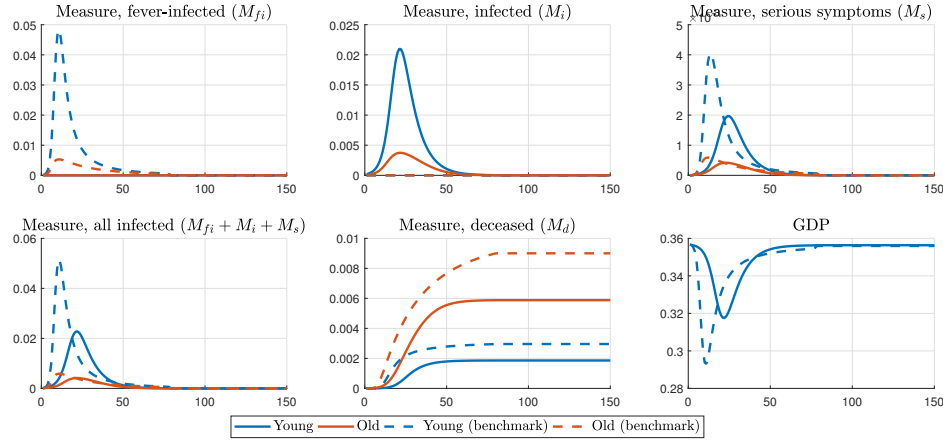 Measure, fever-infected (M_fi)
0.05
0.04
0.03
0.02
0.01
0
0 50 100 150
Measure, infected (M_i)
0.025
0.02
0.015
0.01
0.005
0
0 50 100 150
Measure, serious symptoms (M_s)
5
4
3
2
1
0
0 50 100 150
Measure, all infected (M_fi + M_i + M_s)
0.06
0.04
0.02
0
0 50 100 150
Measure, deceased (M_d)
0.01
0.008
0.006
0.004
0.002
0
0 50 100 150
GDP
0.36
0.34
0.32
0.3
0.28
0 50 100 150
Young Old Young (benchmark) Old (benchmark)